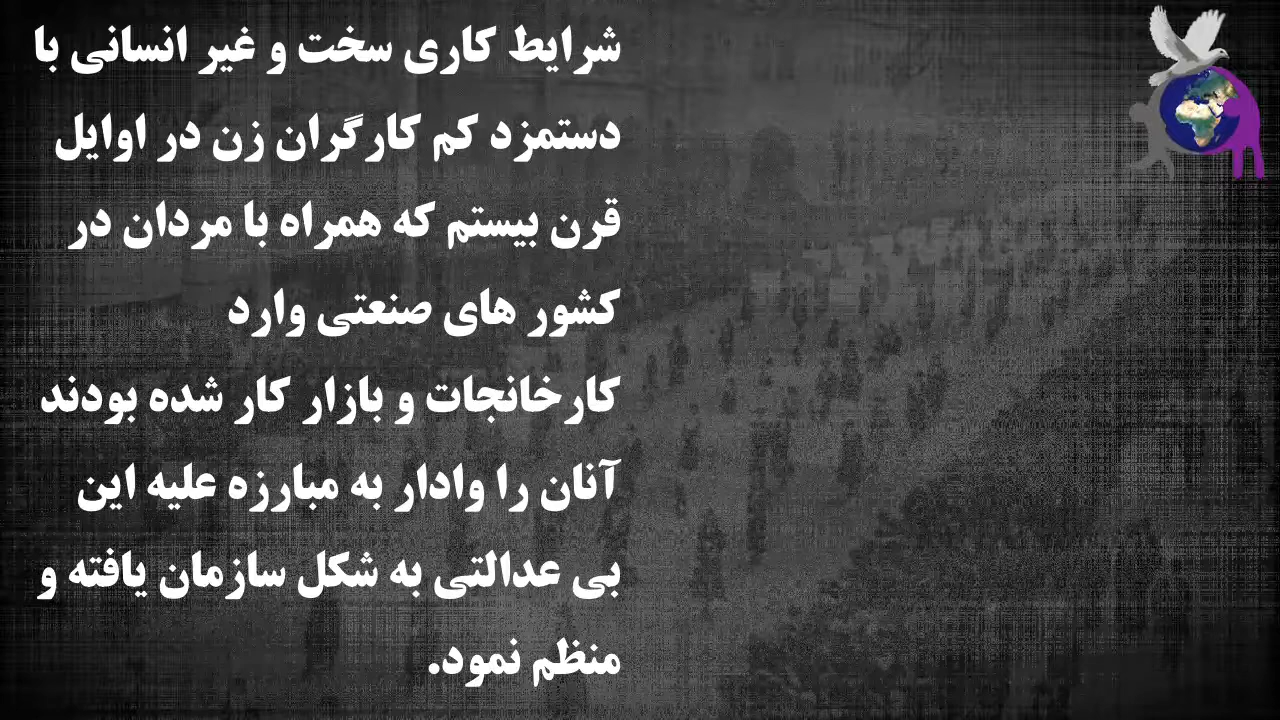 شرایط کاری سخت و غیر انسانی با
دستمزد کم کارگران زن در اوایل
قرن بیستم که همراه با مردان در
کشور های صنعتی وارد
کارخانجات و بازار کار شده بودند
آنان را وادار به مبارزه علیه این
بی عدالتی به شکل سازمان یافته و
منظم نمود.